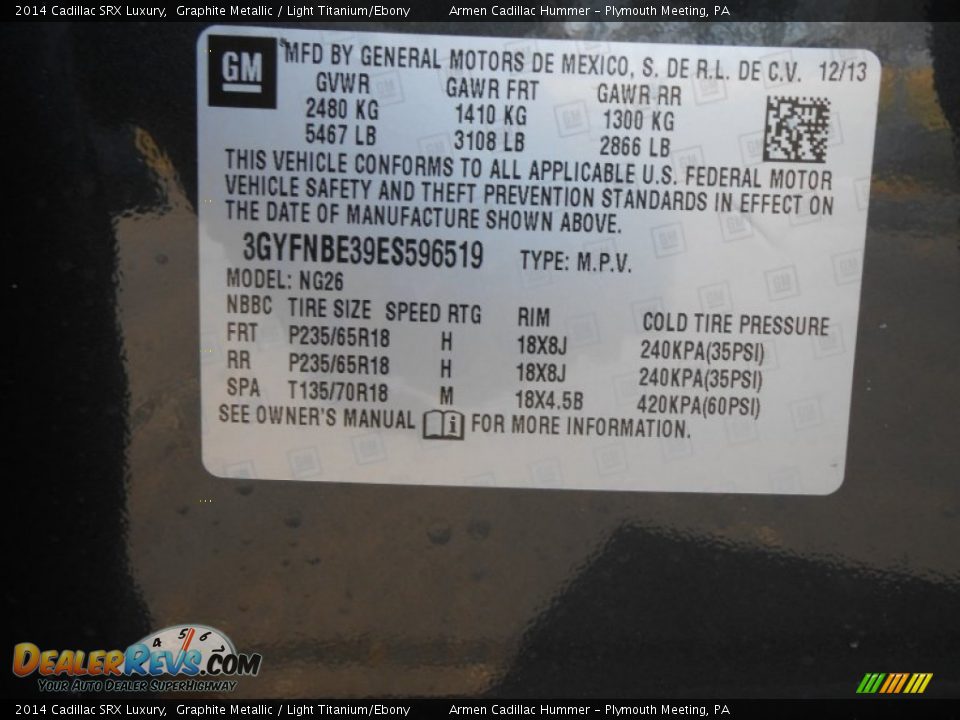 2014 Cadillac SRX Luxury,  Graphite Metallic / Light Titanium/Ebony    Armen Cadillac Hummer - Plymouth Meeting, PA
GM MFD BY GENERAL MOTORS DE MEXICO, S. DE R.L. DE C.V. 12/13
GVWR GAWR FRT GAWR RR
2480 KG 1410 KG 1300 KG
5467 LB 3108 LB 2866 LB
THIS VEHICLE CONFORMS TO ALL APPLICABLE U.S. FEDERAL MOTOR
VEHICLE SAFETY AND THEFT PREVENTION STANDARDS IN EFFECT ON
THE DATE OF MANUFACTURE SHOWN ABOVE.
3GYFNBE39ES596519 TYPE: M.P.V.
MODEL: NG26
NBBC TIRE SIZE SPEED RTG RIM COLD TIRE PRESSURE
FRT P235/65R18 H 18X8J 240KPA(35PSI)
RR P235/65R18 H 18X8J 240KPA(35PSI)
SPA T135/70R18 M 18X4.5B 420KPA(60PSI)
SEE OWNER'S MANUAL i FOR MORE INFORMATION.
4 5 6 7
DEALERREVS.COM
YOUR AUTO DEALER SUPERHIGHWAY
2014 Cadillac SRX Luxury,  Graphite Metallic / Light Titanium/Ebony    Armen Cadillac Hummer - Plymouth Meeting, PA